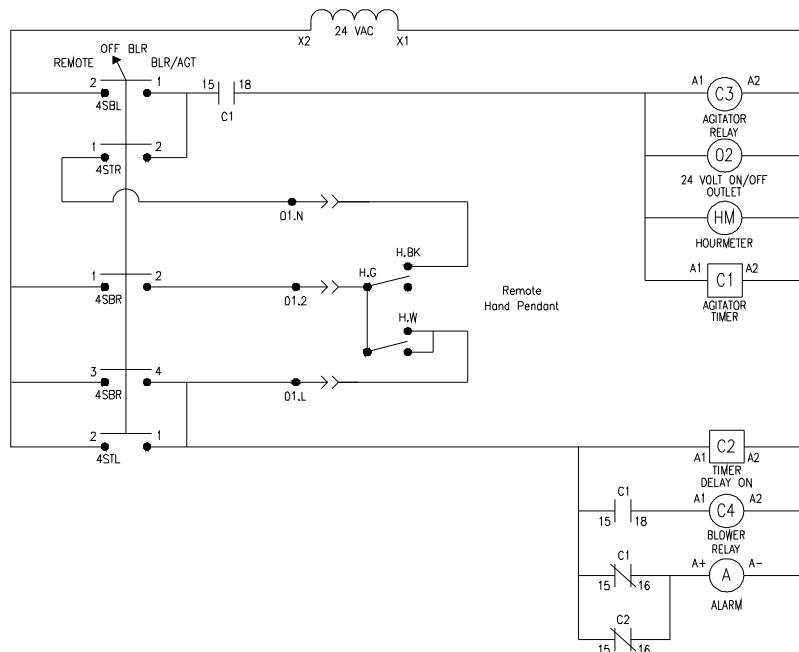 24 VAC
X2 X1
OFF BLR
REMOTE BLR/AGT
2 1
4SBL
15 18
C1
A1 C3 A2
AGITATOR
RELAY
1 2
4STR
O2
24 VOLT ON/OFF
OUTLET
01.N
HM
HOURMETER
H.BK
1 2
4SBR
01.2
H.G
Remote
Hand Pendant
A1 C1 A2
AGITATOR
TIMER
H.W
3 4
4SBR
01.L
2 1
4STL
C2
A1 A2
TIMER
DELAY ON
C1
15 18
A1 C4 A2
BLOWER
RELAY
C1
15 16
A+ A A-
ALARM
C2
15 16